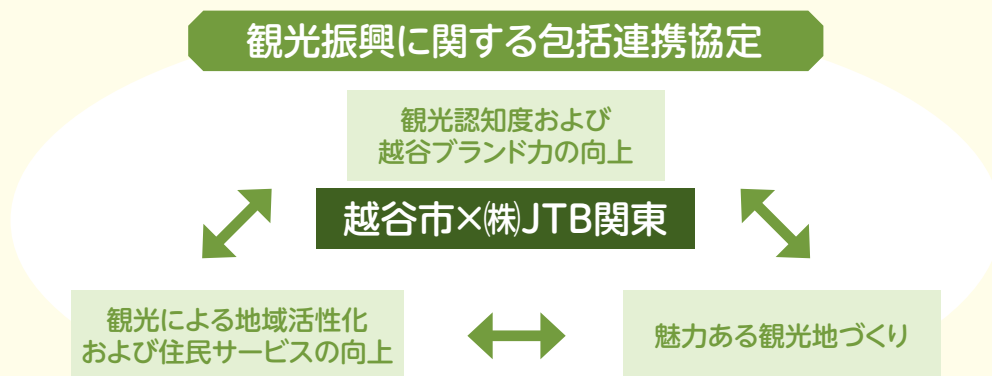 観光振興に関する包括連携協定
観光認知度および
越谷ブランド力の向上
越谷市×㈱JTB関東
観光による地域活性化
および住民サービスの向上
魅力ある観光地づくり